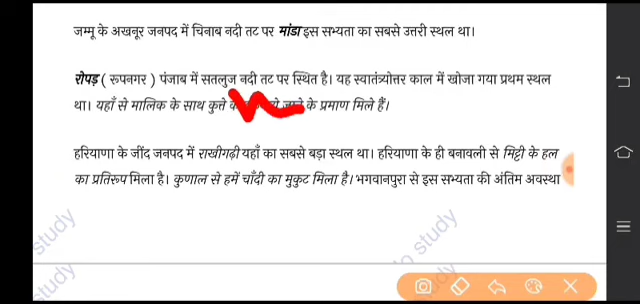 जम्मू के अखनूर जनपद में चिनाब नदी तट पर मांडा इस सभ्यता का सबसे उत्तरी स्थल था।
रोपड़ ( रूपनगर ) पंजाब में सतलुज नदी तट पर स्थित है। यह स्वातंत्र्योत्तर काल में खोजा गया प्रथम स्थल
था। यहाँ से मालिक के साथ कुत्ते के प्रमाण मिले हैं।
हरियाणा के जींद जनपद में राखीगढ़ी यहाँ का सबसे बड़ा स्थल था। हरियाणा के ही बनावली से मिट्टी के हल
का प्रतिरूप मिला है। कुणाल से हमें चाँदी का मुकुट मिला है। भगवानपुरा से इस सभ्यता की अंतिम अवस्था
study
study
study